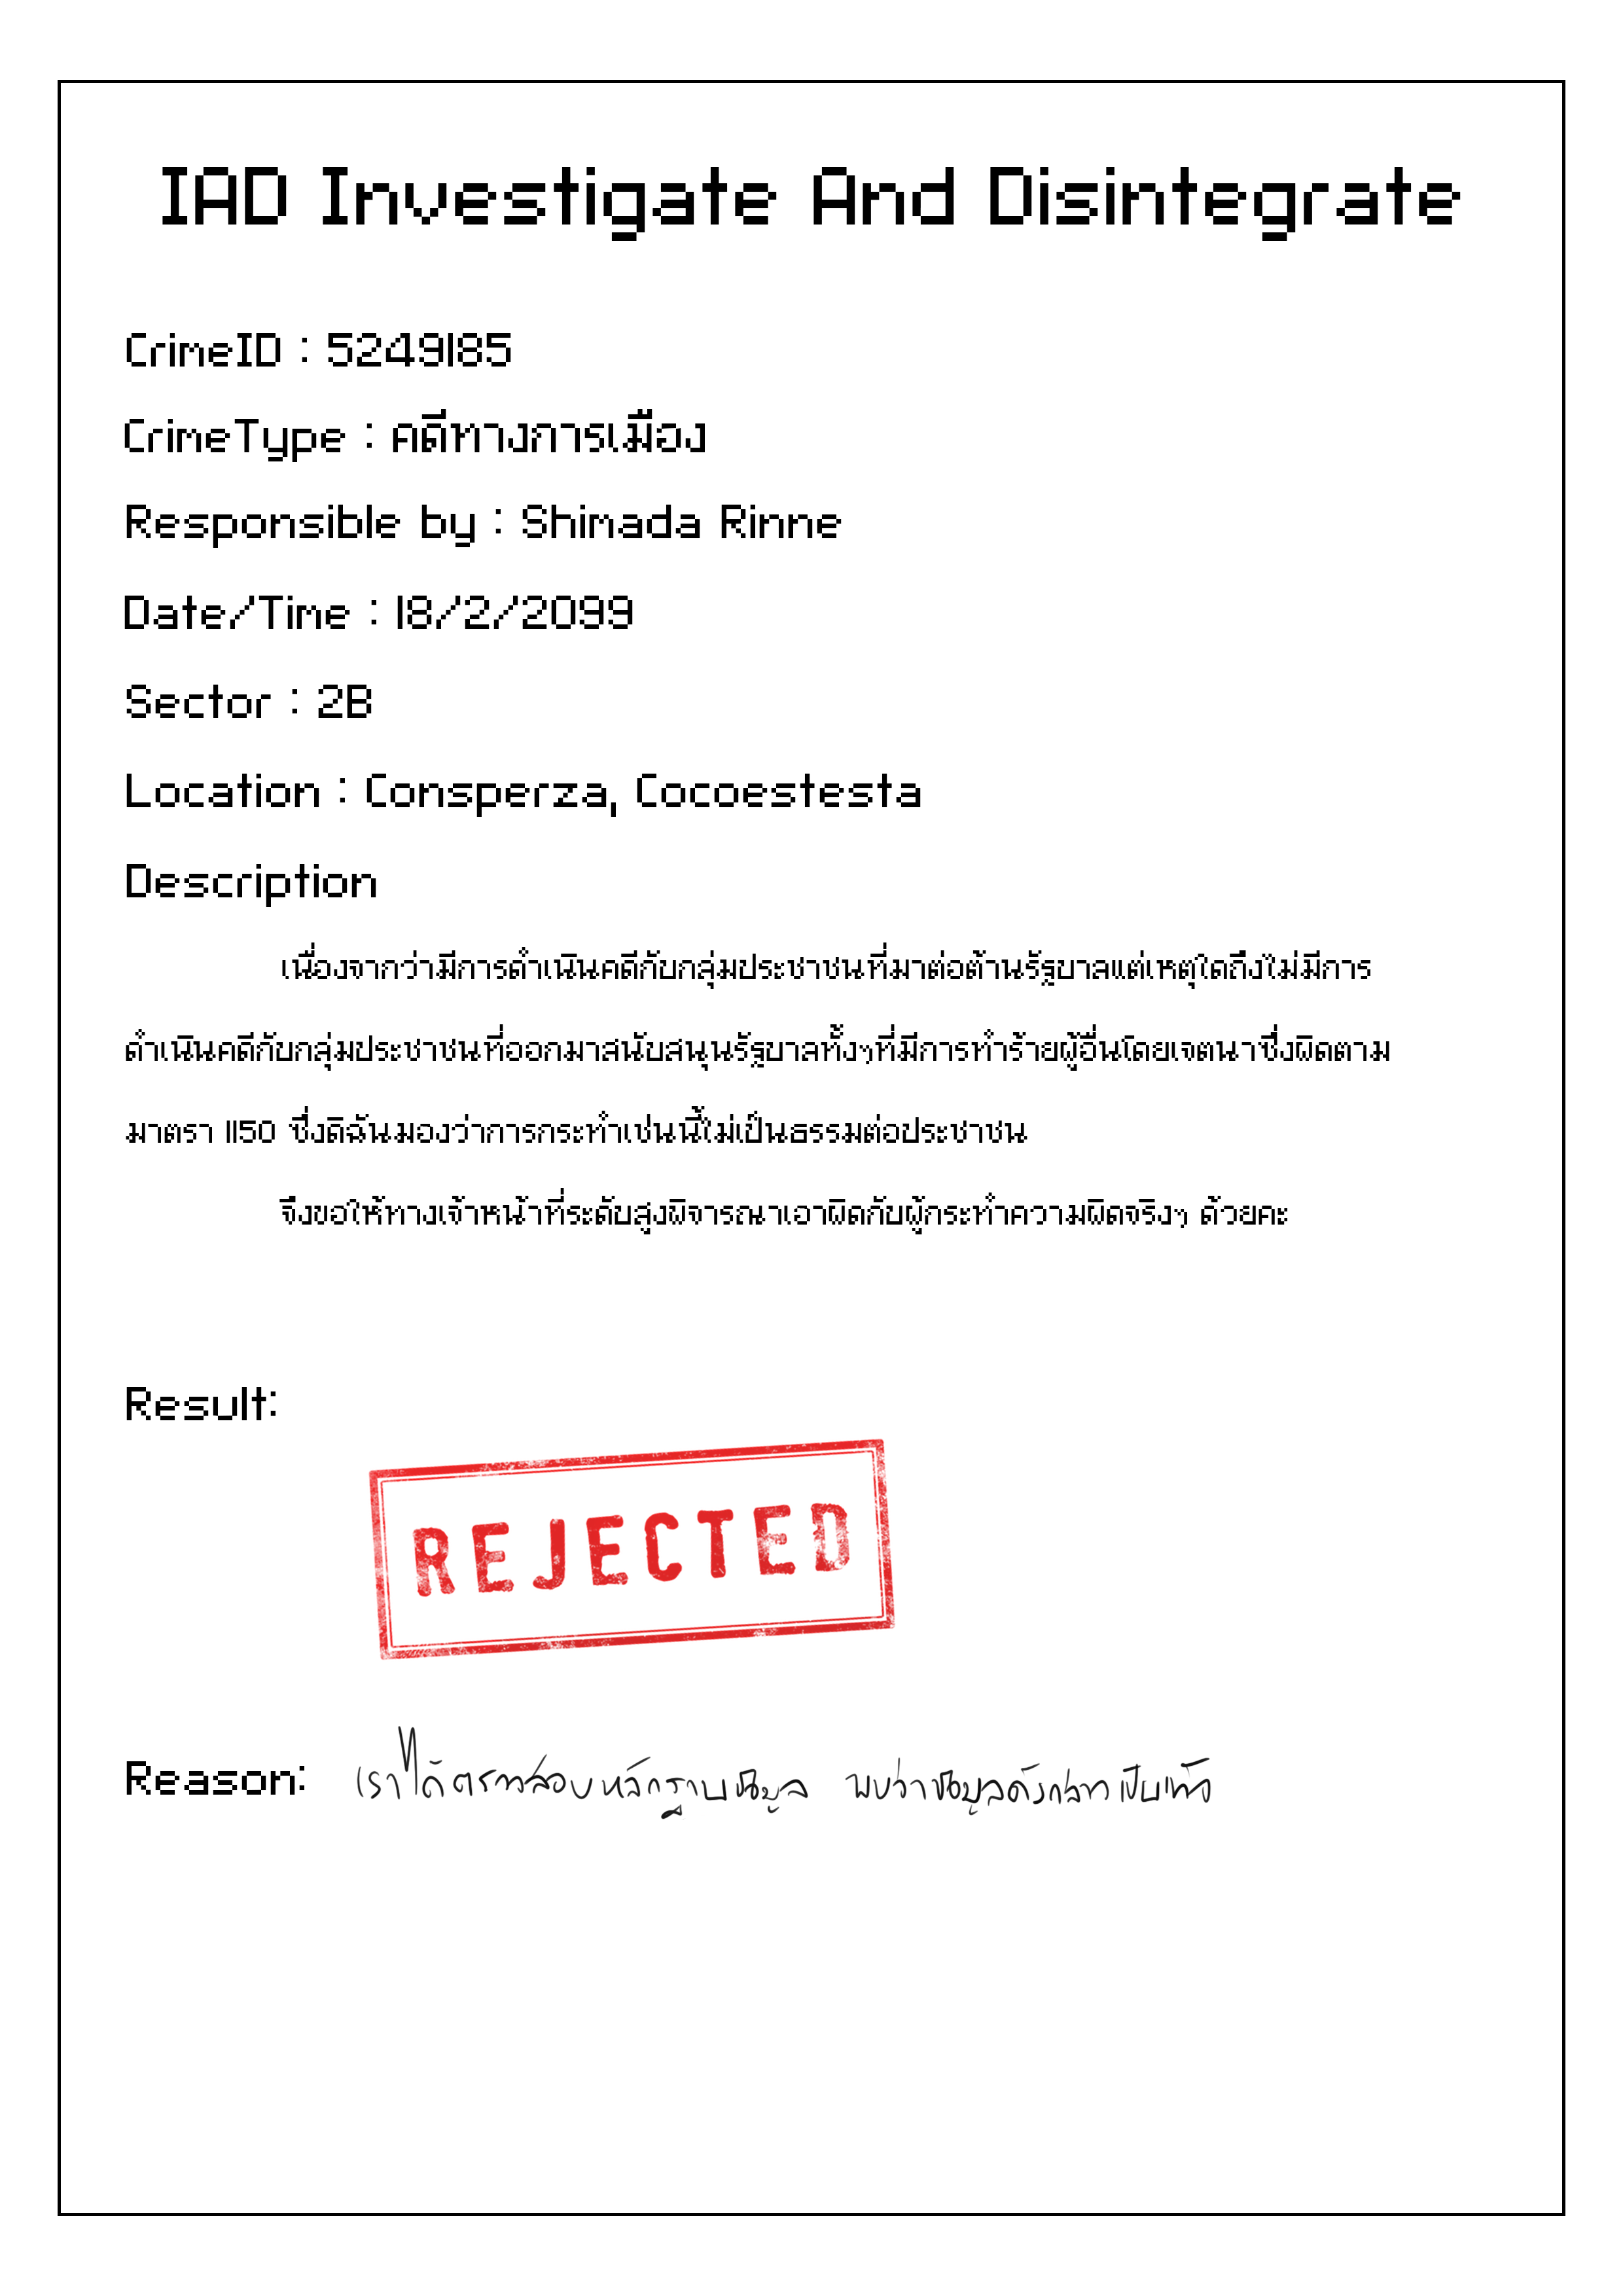 IAD Investigate And Disintegrate
CrimeID : 5249185
CrimeType : คดีทางการเมือง
Responsible by : Shimada Rinne
Date/Time : 18/2/2099
Sector : 2B
Location : Consperza, Cocoestesta
Description
เนื่องจากว่ามีการดำเนินคดีกับกลุ่มประชาชนที่มาต่อต้านรัฐบาลแต่เหตุใดถึงไม่มีการ
ดำเนินคดีกับกลุ่มประชาชนที่ออกมาสนับสนุนรัฐบาลทั้งๆที่มีการทำร้ายผู้อื่นโดยเจตนาซึ่งผิดตาม
มาตรา 1150 ซึ่งดิฉันมองว่าการกระทำเช่นนี้ไม่เป็นธรรมต่อประชาชน
จึงขอให้ทางเจ้าหน้าที่ระดับสูงพิจารณาเอาผิดกับผู้กระทำความผิดจริงๆ ด้วยคะ
Result:
REJECTED
Reason: เราได้ตรวจสอบหลักฐานข้อมูล พบว่าข้อมูลดังกล่าวเป็นเท็จ